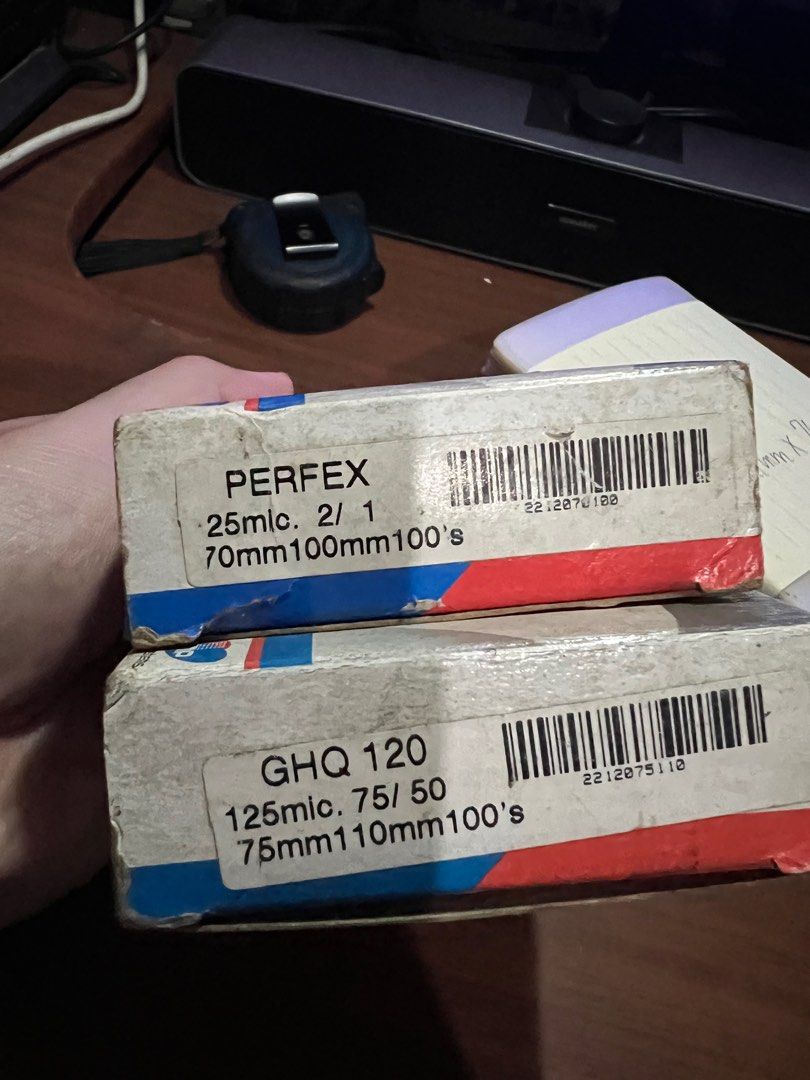 PERFEX
25mic. 2/ 1
70mm100mm100's
2212070100
GHQ 120
125mic. 75/ 50
75mm110mm100's
2212075110